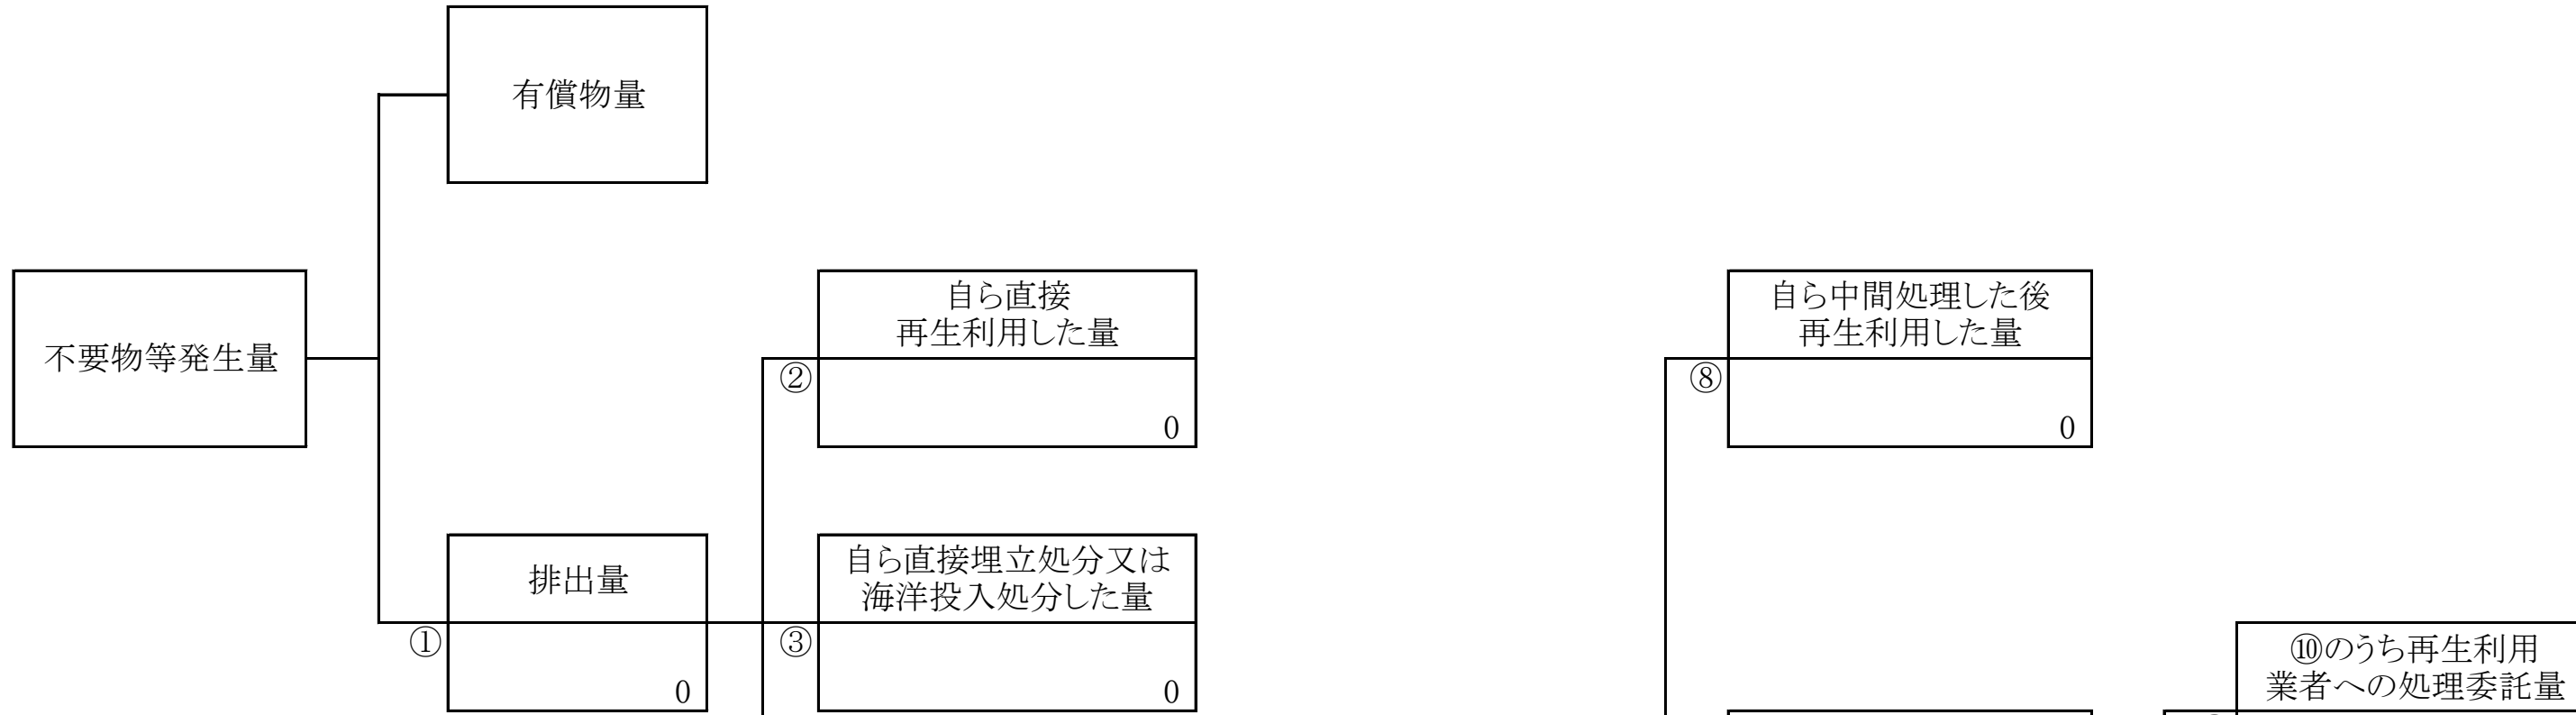 有償物量
不要物等発生量
自ら直接
再生利用した量
②
0
自ら中間処理した後
再生利用した量
⑧
0
排出量
①
0
自ら直接埋立処分又は
海洋投入処分した量
③
0
⑩のうち再生利用
業者への処理委託量